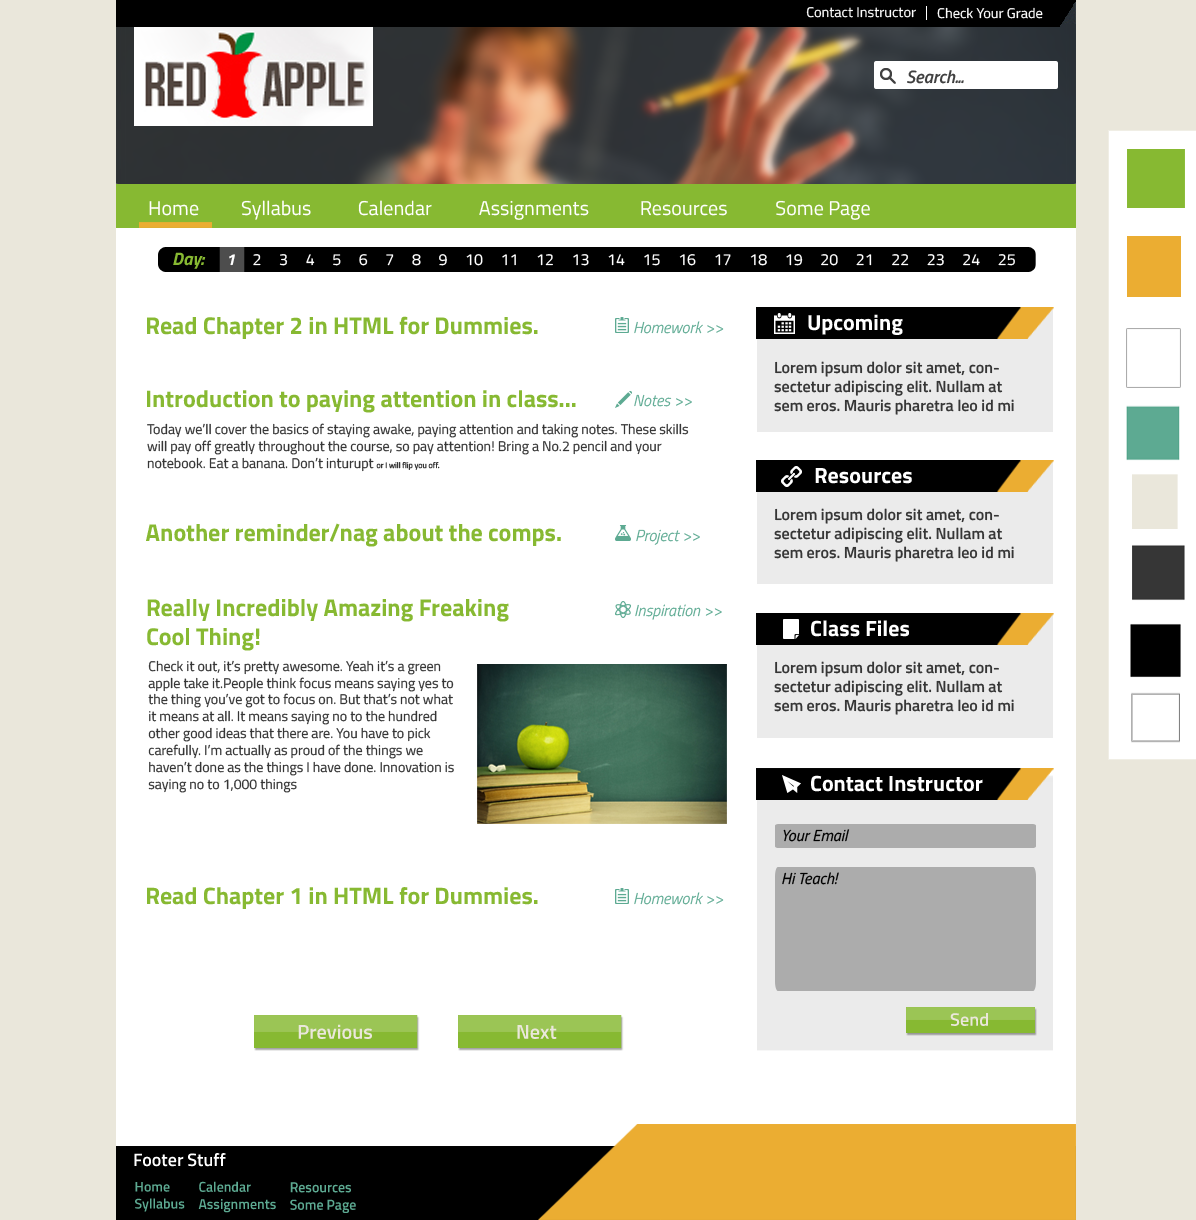 Contact Instructor | Check Your Grade
RED APPLE
Search...
Home Syllabus Calendar Assignments Resources Some Page
Day: 1 2 3 4 5 6 7 8 9 10 11 12 13 14 15 16 17 18 19 20 21 22 23 24 25
Read Chapter 2 in HTML for Dummies.
Homework >>
Introduction to paying attention in class...
Notes >>
Today we'll cover the basics of staying awake, paying attention and taking notes. These skills
will pay off greatly throughout the course, so pay attention! Bring a No.2 pencil and your
notebook. Eat a banana. Don't inturupt or I will flip you off.
Another reminder/nag about the comps.
Project >>
Really Incredibly Amazing Freaking
Cool Thing!
Inspiration >>
Check it out, it's pretty awesome. Yeah it's a green
apple take it.People think focus means saying yes to
the thing you've got to focus on. But that's not what
it means at all. It means saying no to the hundred
other good ideas that there are. You have to pick
carefully. I'm actually as proud of the things we
haven't done as the things I have done. Innovation is
saying no to 1,000 things
Read Chapter 1 in HTML for Dummies.
Homework >>
Previous
Next
Upcoming
Lorem ipsum dolor sit amet, con-
sectetur adipiscing elit. Nullam at
sem eros. Mauris pharetra leo id mi
Resources
Lorem ipsum dolor sit amet, con-
sectetur adipiscing elit. Nullam at
sem eros. Mauris pharetra leo id mi
Class Files
Lorem ipsum dolor sit amet, con-
sectetur adipiscing elit. Nullam at
sem eros. Mauris pharetra leo id mi
Contact Instructor
Your Email
Hi Teach!
Send
Footer Stuff
Home Calendar Resources
Syllabus Assignments Some Page